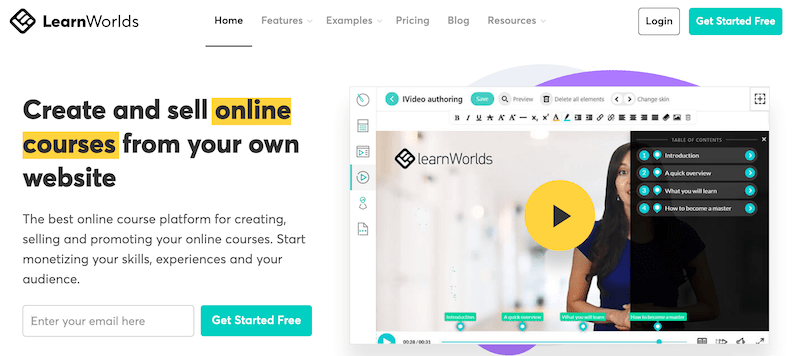 LearnWorlds
Home
Features
Examples
Pricing
Blog
Resources
Login
Get Started Free
Create and sell online
courses from your own
website
The best online course platform for creating,
selling and promoting your online courses. Start
monetizing your skills, experiences and your
audience.
Enter your email here
Get Started Free
IVideo authoring
Save
Preview
Delete all elements
Change skin
learnWorlds
TABLE OF CONTENTS
1 Introduction
2 A quick overview
3 What you will learn
4 How to become a master
Introduction
A quick overview
What you will learn
How to become a master
00:28 / 00:31